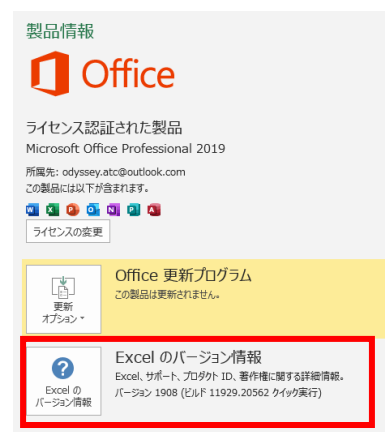 製品情報
Office
ライセンス認証された製品
Microsoft Office Professional 2019
所属先: odyssey.atc@outlook.com
この製品には以下が含まれます。
ライセンスの変更
更新
オプション
Office 更新プログラム
この製品は更新されません。
Excel の
バージョン情報
Excel のバージョン情報
Excel、サポート、プロダクト ID、著作権に関する詳細情報。
バージョン 1908 (ビルド 11929.20562 クイック実行)